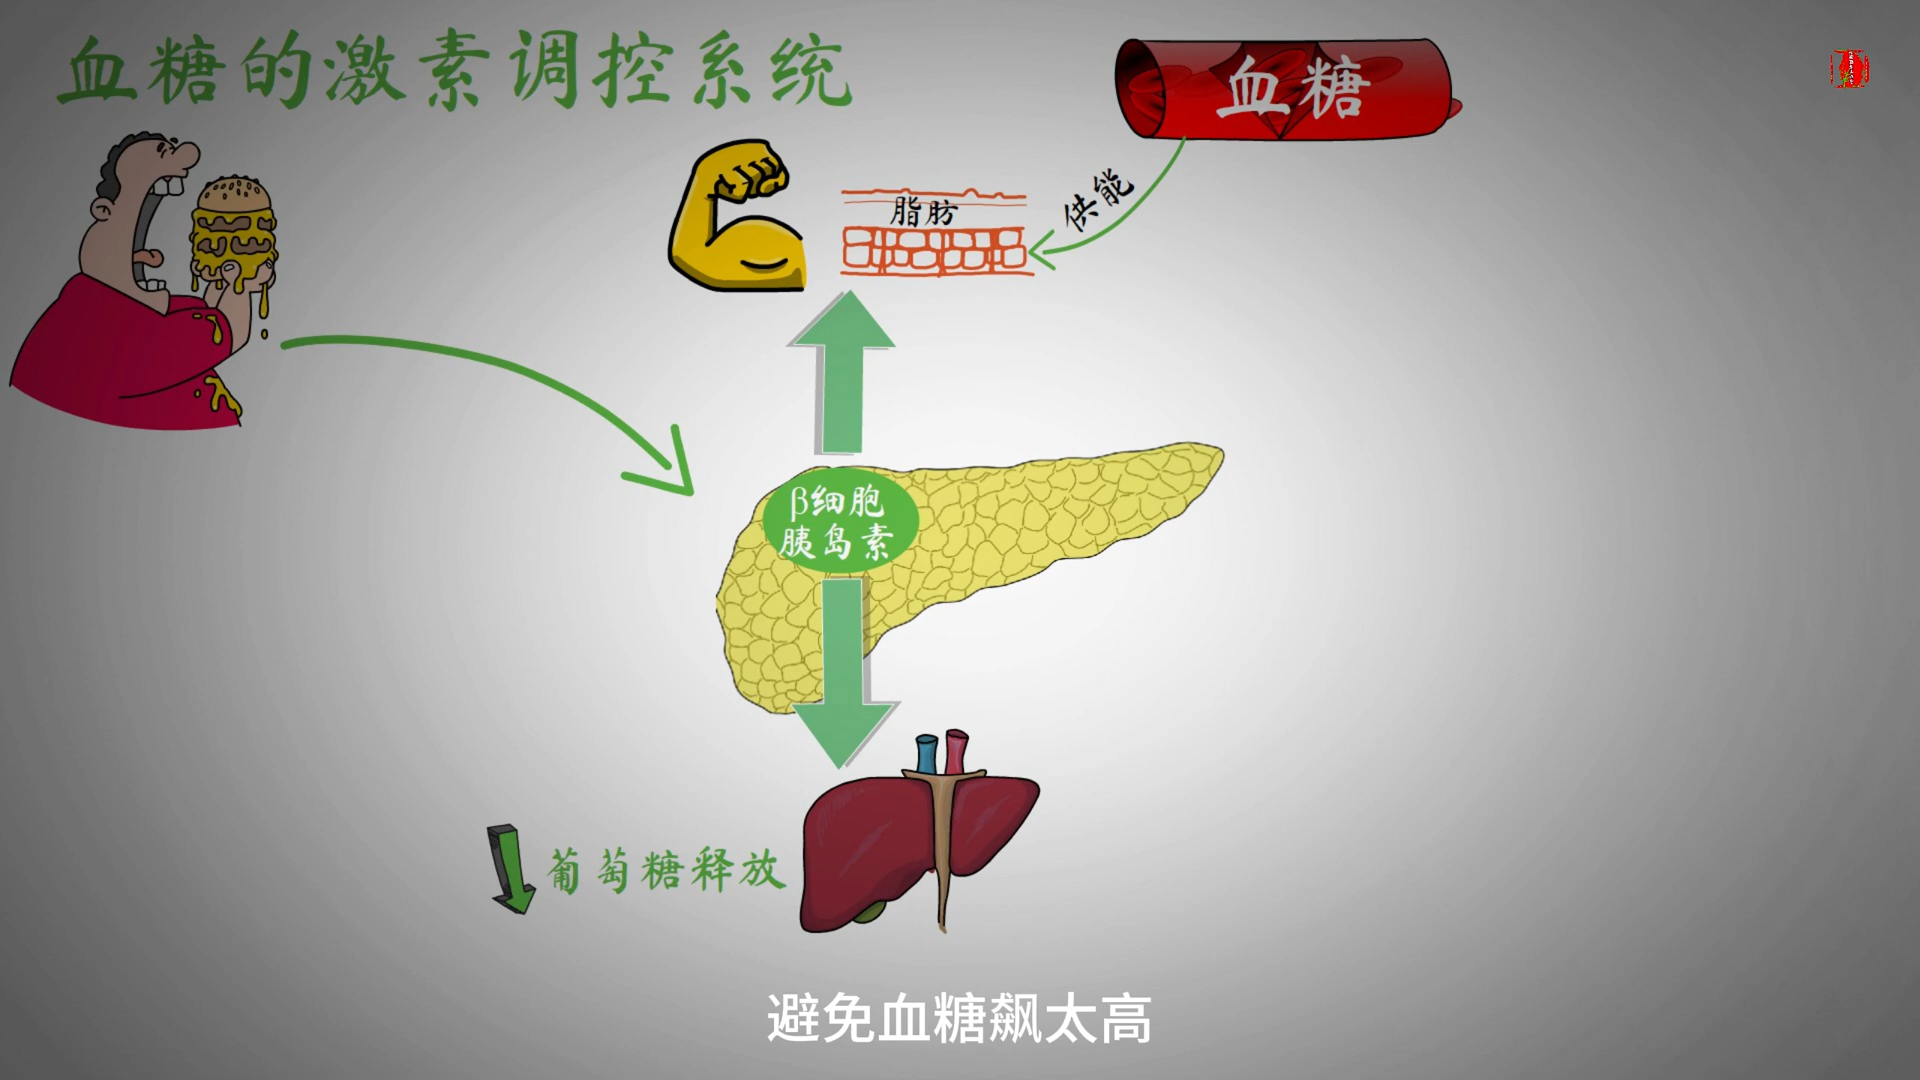 血糖的激素调控系统
血糖
供能
脂肪
β细胞
胰岛素
葡萄糖释放
避免血糖飙太高